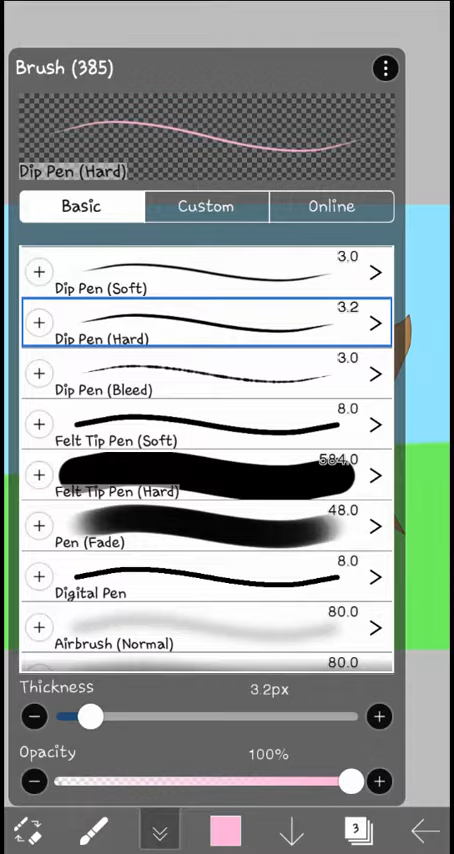 Brush (385)
Dip Pen (Hard)
Basic
Custom
Online
3.0
Dip Pen (Soft)
3.2
Dip Pen (Hard)
3.0
Dip Pen (Bleed)
8.0
Felt Tip Pen (Soft)
584.0
Felt Tip Pen (Hard)
48.0
Pen (Fade)
8.0
Digital Pen
80.0
Airbrush (Normal)
80.0
Thickness
3.2px
Opacity
100%
3